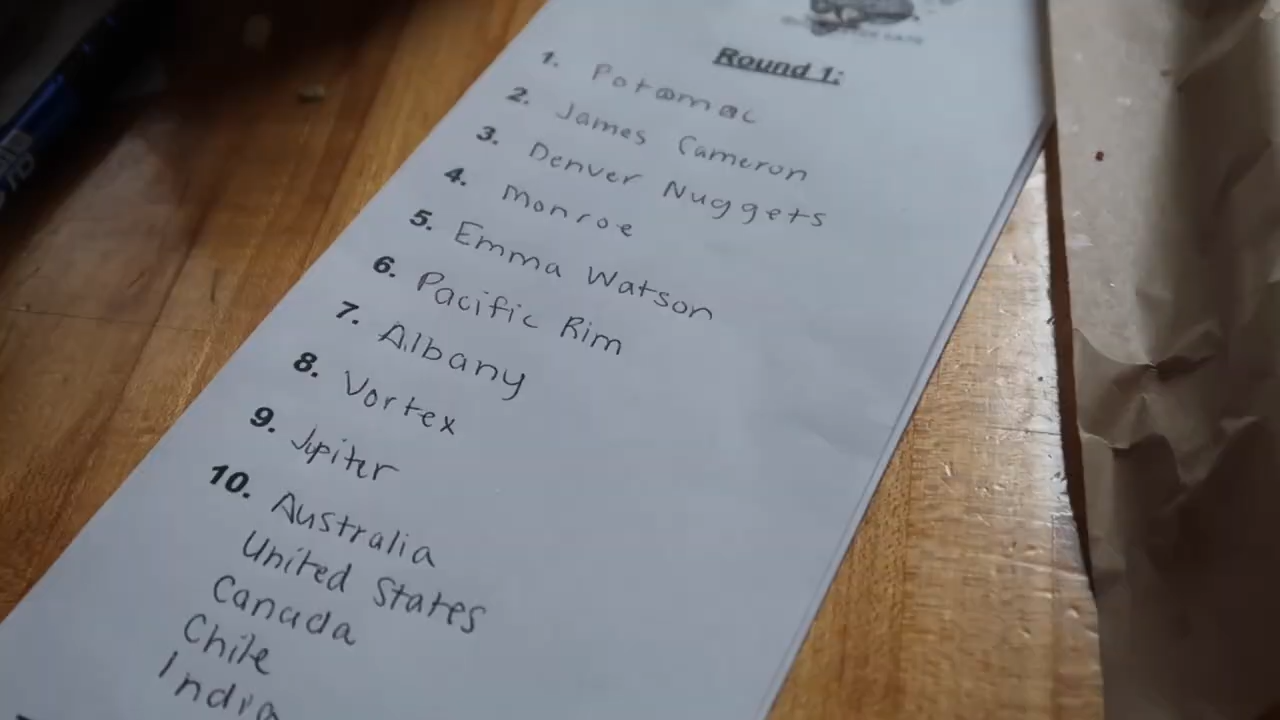 Round 1:
1. Potomac
2. James Cameron
3. Denver Nuggets
4. Monroe
5. Emma Watson
6. Pacific Rim
7. Albany
8. Vortex
9. Jupiter
10. Australia
United States
Canada
Chile
India